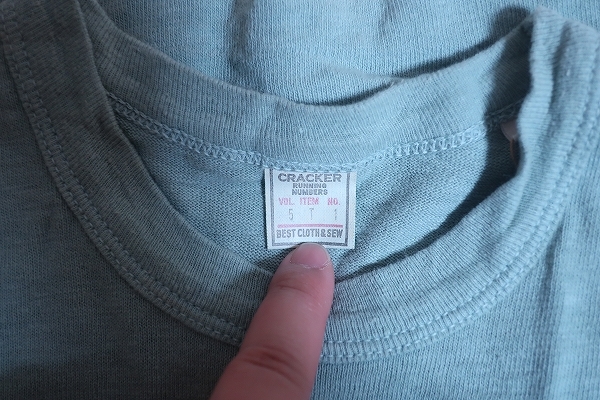 CRACKER
RUNNING
NUMBERS
VOL. ITEM NO.
5 T 1
BEST CLOTH & SEW